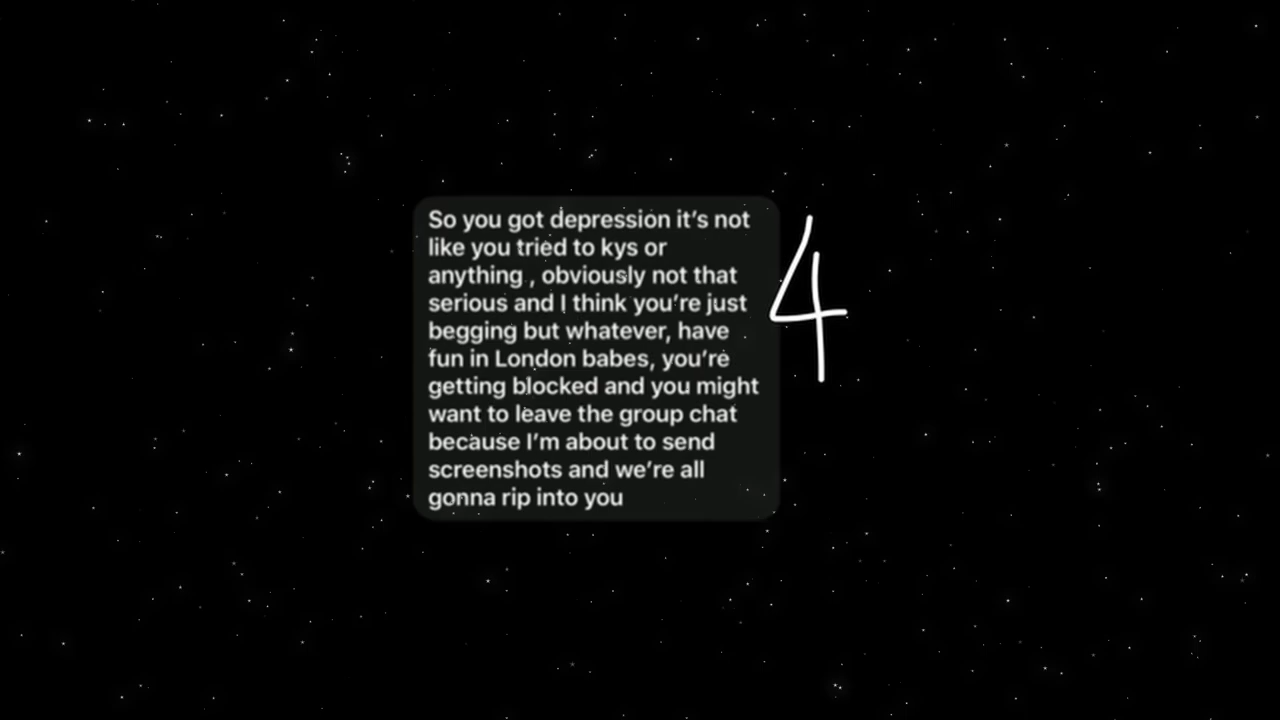 So you got depression it's not
like you tried to kys or
anything , obviously not that
serious and I think you're just
begging but whatever, have
fun in London babes, you're
getting blocked and you might
want to leave the group chat
because I'm about to send
screenshots and we're all
gonna rip into you
4